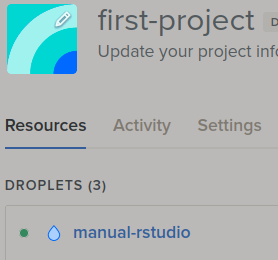 first-project
Update your project info
Resources Activity Settings
DROPLETS (3)
manual-rstudio